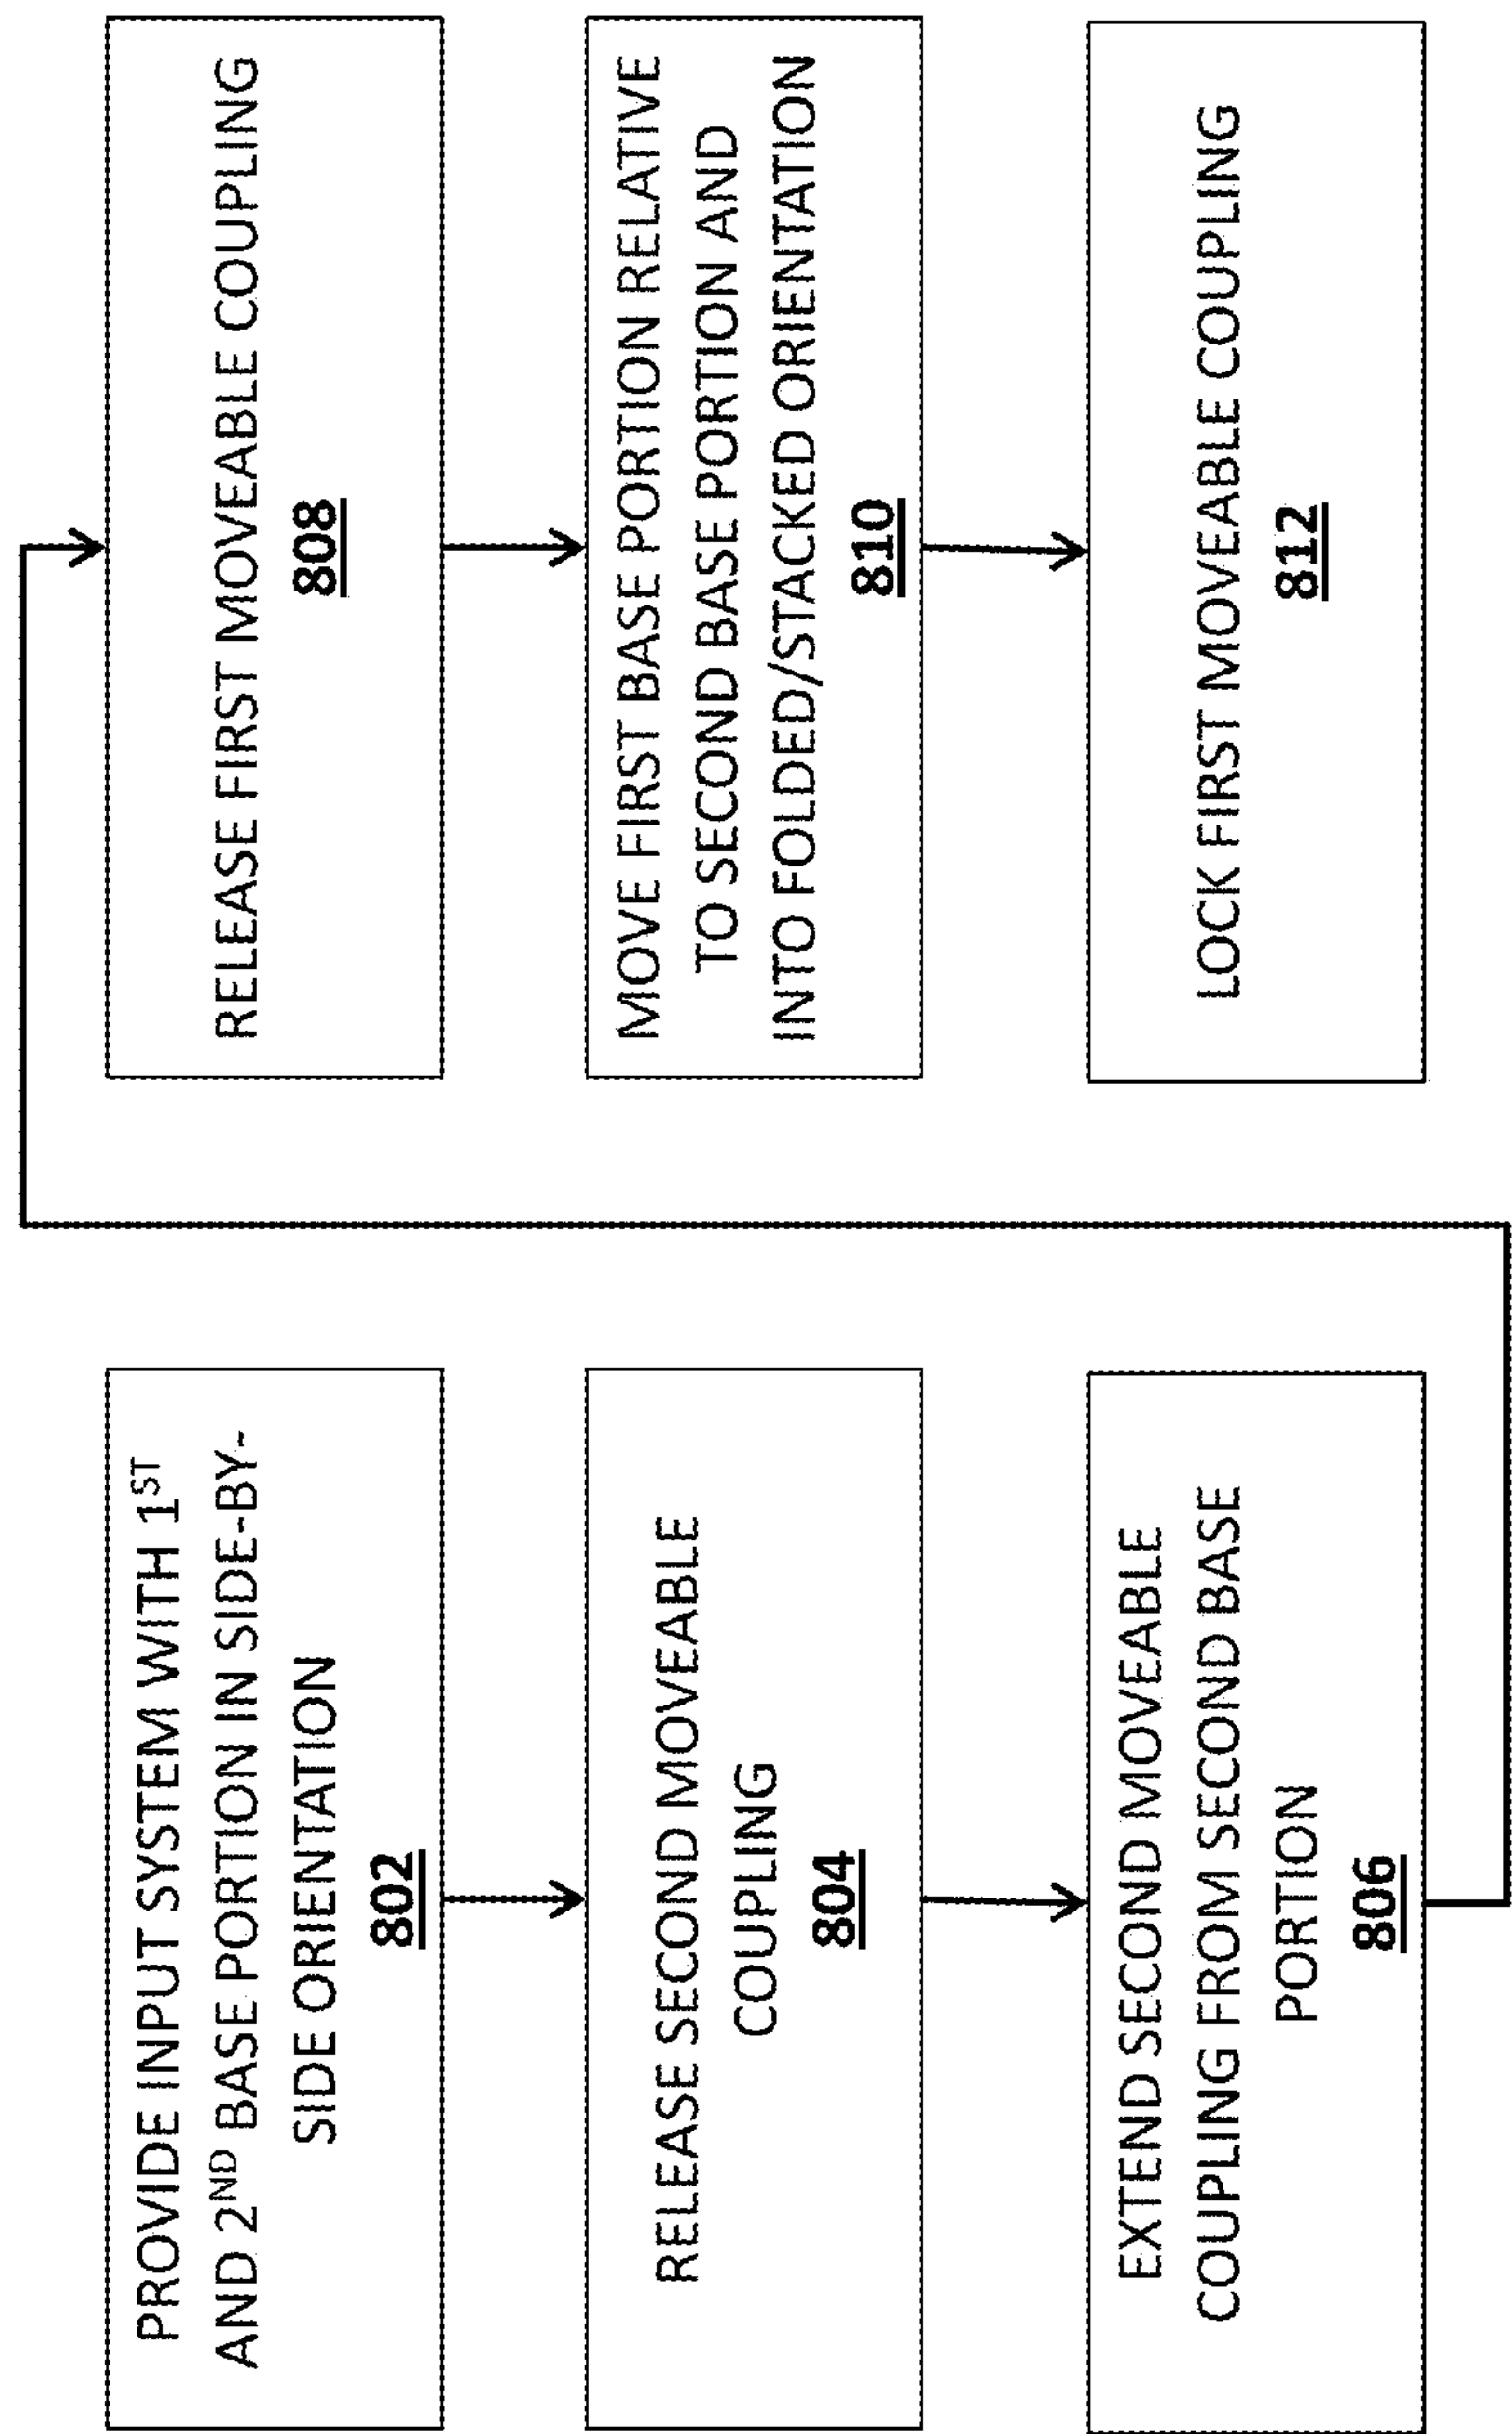 PROVIDE INPUT SYSTEM WITH 1ST
AND 2ND BASE PORTION IN SIDE-BY-
SIDE ORIENTATION
802
RELEASE SECOND MOVEABLE
COUPLING
804
EXTEND SECOND MOVEABLE
COUPLING FROM SECOND BASE
PORTION
806
RELEASE FIRST MOVEABLE COUPLING
808
MOVE FIRST BASE PORTION RELATIVE
TO SECOND BASE PORTION AND
INTO FOLDED/STACKED ORIENTATION
810
LOCK FIRST MOVEABLE COUPLING
812